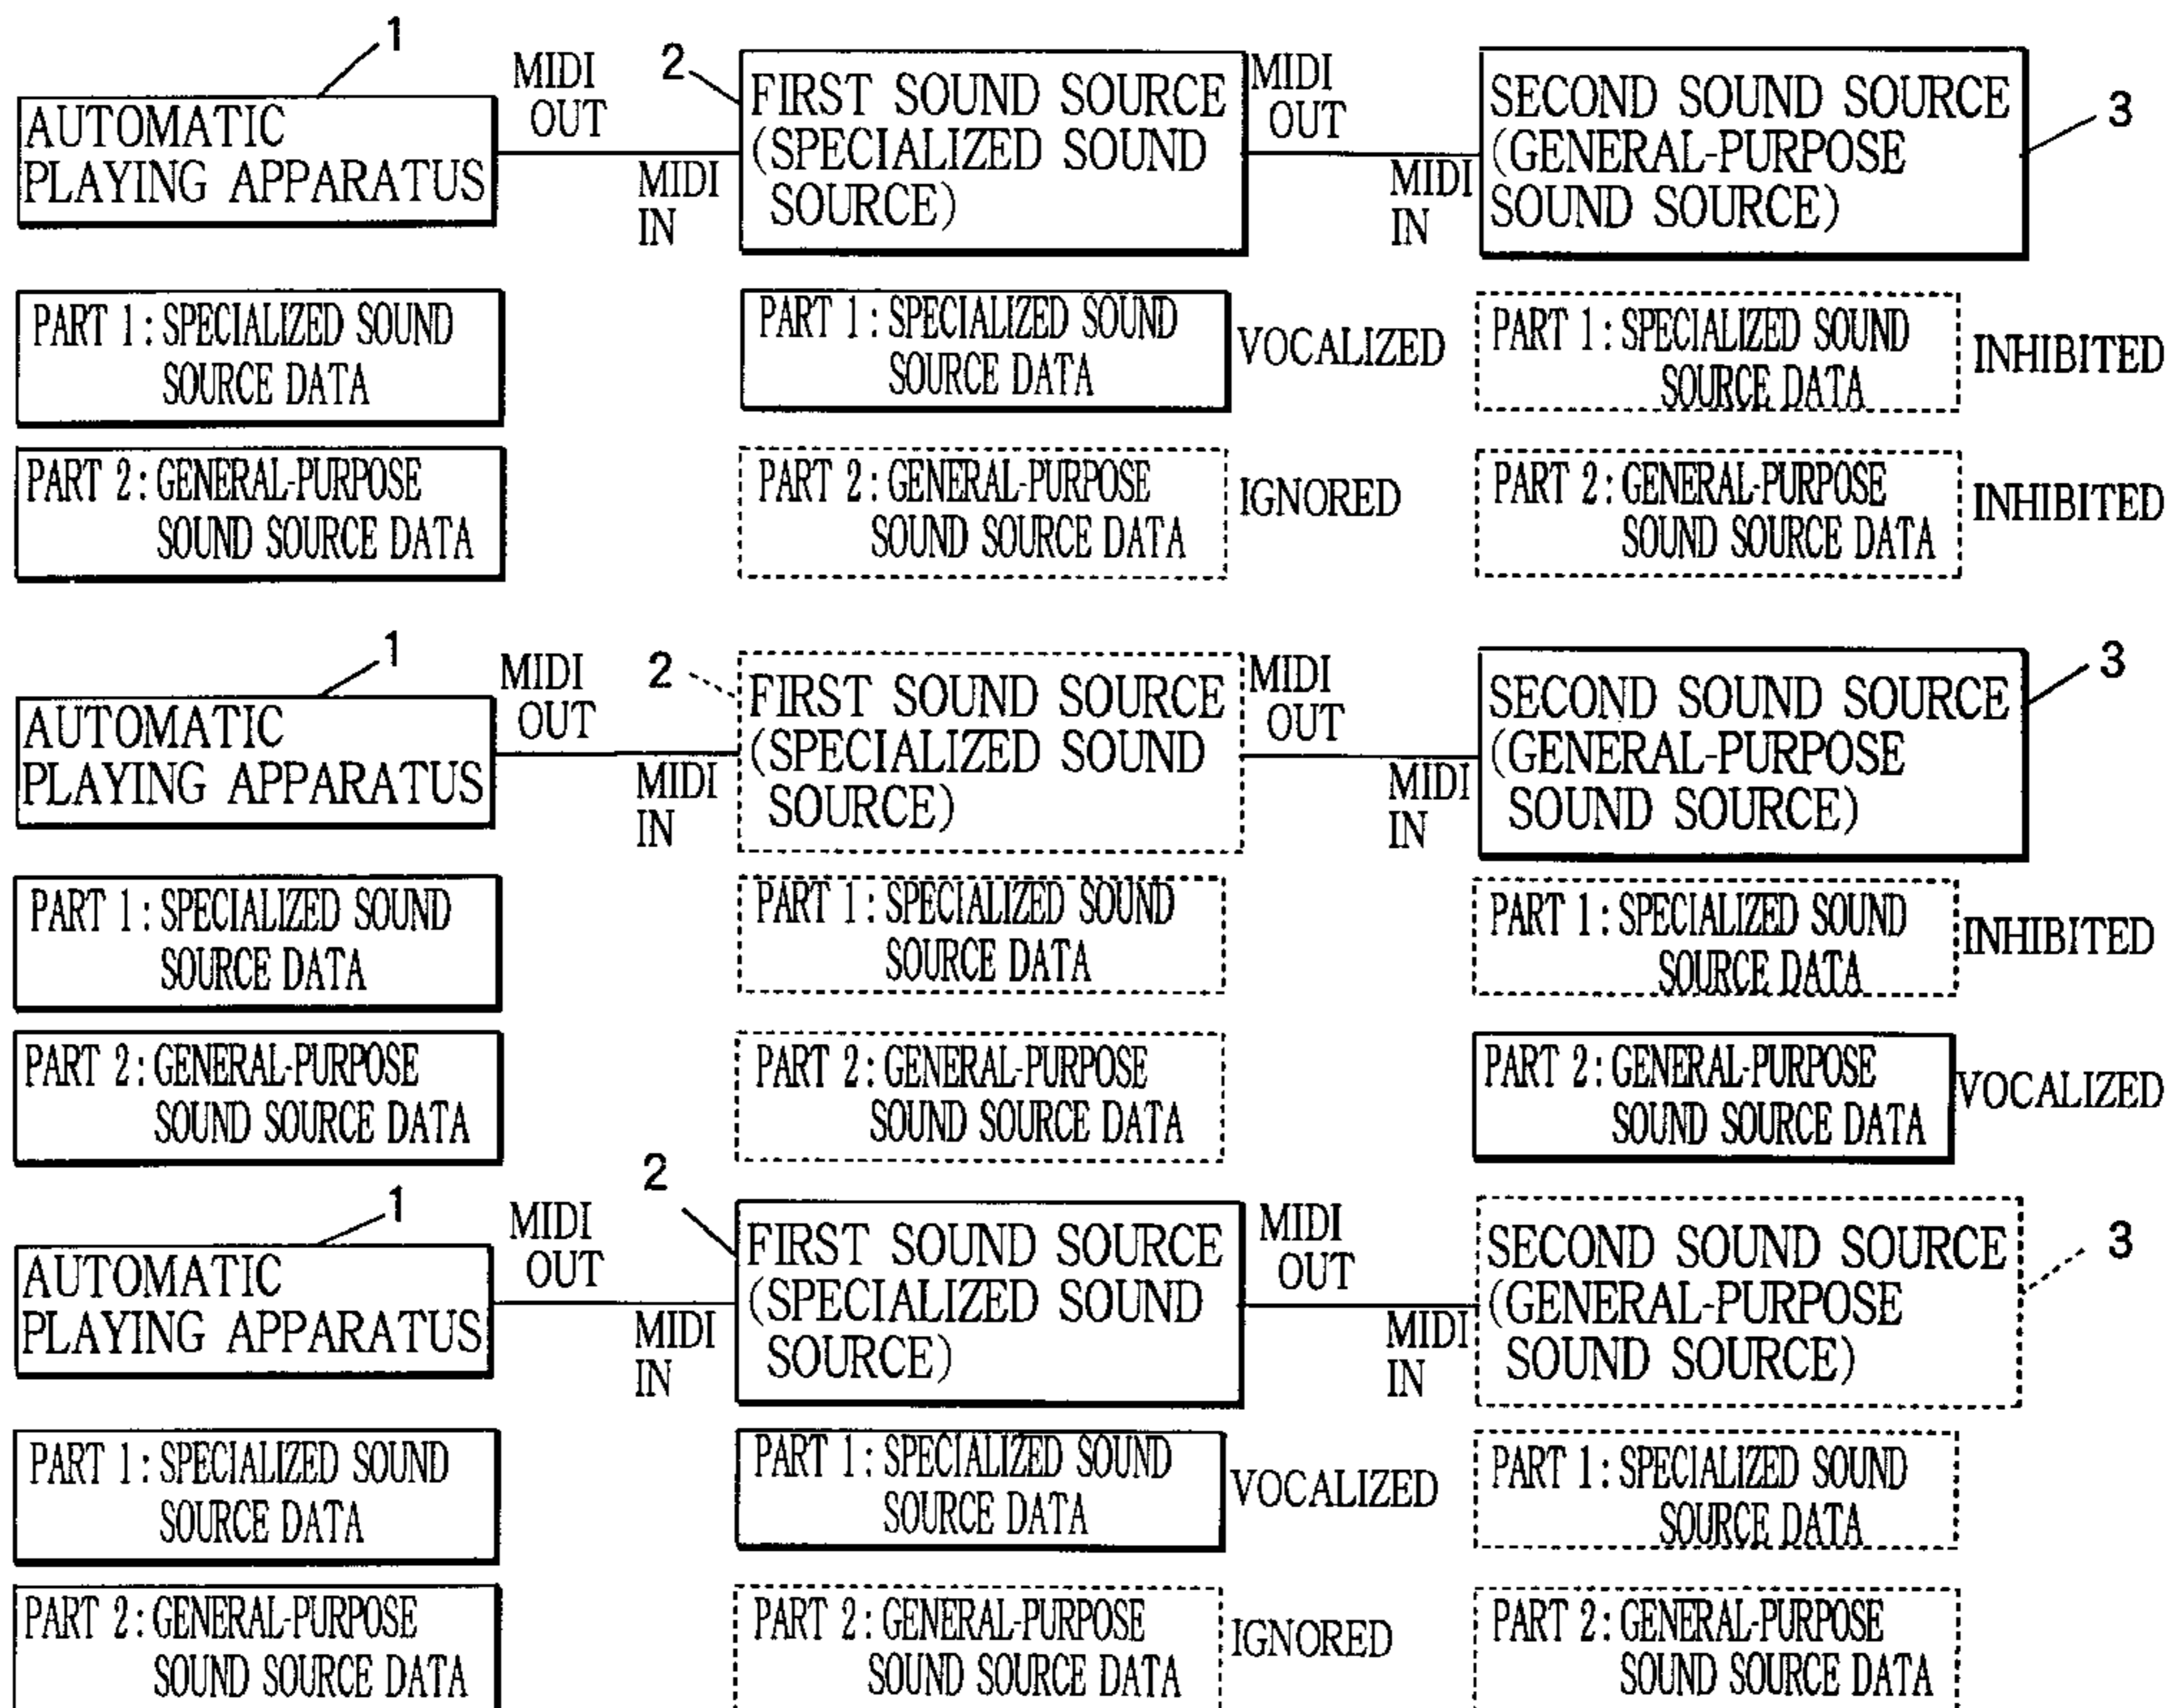 1
MIDI
OUT
2
MIDI
OUT
3
AUTOMATIC
PLAYING APPARATUS
MIDI
IN
FIRST SOUND SOURCE
(SPECIALIZED SOUND
SOURCE)
MIDI
IN
SECOND SOUND SOURCE
(GENERAL-PURPOSE
SOUND SOURCE)
PART 1: SPECIALIZED SOUND
SOURCE DATA
PART 1: SPECIALIZED SOUND
SOURCE DATA
VOCALIZED
PART 1: SPECIALIZED SOUND
SOURCE DATA
INHIBITED
PART 2: GENERAL-PURPOSE
SOUND SOURCE DATA
PART 2: GENERAL-PURPOSE
SOUND SOURCE DATA
IGNORED
PART 2: GENERAL-PURPOSE
SOUND SOURCE DATA
INHIBITED
1
MIDI
OUT
2
MIDI
OUT
3
AUTOMATIC
PLAYING APPARATUS
MIDI
IN
FIRST SOUND SOURCE
(SPECIALIZED SOUND
SOURCE)
MIDI
IN
SECOND SOUND SOURCE
(GENERAL-PURPOSE
SOUND SOURCE)
PART 1: SPECIALIZED SOUND
SOURCE DATA
PART 1: SPECIALIZED SOUND
SOURCE DATA
PART 1: SPECIALIZED SOUND
SOURCE DATA
INHIBITED
PART 2: GENERAL-PURPOSE
SOUND SOURCE DATA
PART 2: GENERAL-PURPOSE
SOUND SOURCE DATA
PART 2: GENERAL-PURPOSE
SOUND SOURCE DATA
VOCALIZED
1
MIDI
OUT
2
MIDI
OUT
3
AUTOMATIC
PLAYING APPARATUS
MIDI
IN
FIRST SOUND SOURCE
(SPECIALIZED SOUND
SOURCE)
MIDI
IN
SECOND SOUND SOURCE
(GENERAL-PURPOSE
SOUND SOURCE)
PART 1: SPECIALIZED SOUND
SOURCE DATA
PART 1: SPECIALIZED SOUND
SOURCE DATA
VOCALIZED
PART 1: SPECIALIZED SOUND
SOURCE DATA
PART 2: GENERAL-PURPOSE
SOUND SOURCE DATA
PART 2: GENERAL-PURPOSE
SOUND SOURCE DATA
IGNORED
PART 2: GENERAL-PURPOSE
SOUND SOURCE DATA